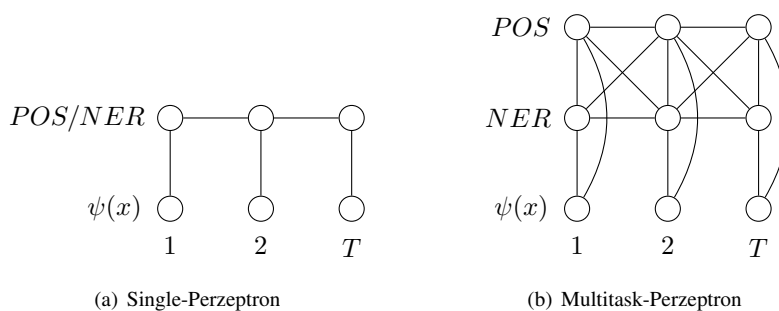 POS/NER
ψ(x)
1 2 T
(a) Single-Perzeptron
POS
NER
ψ(x)
1 2 T
(b) Multitask-Perzeptron